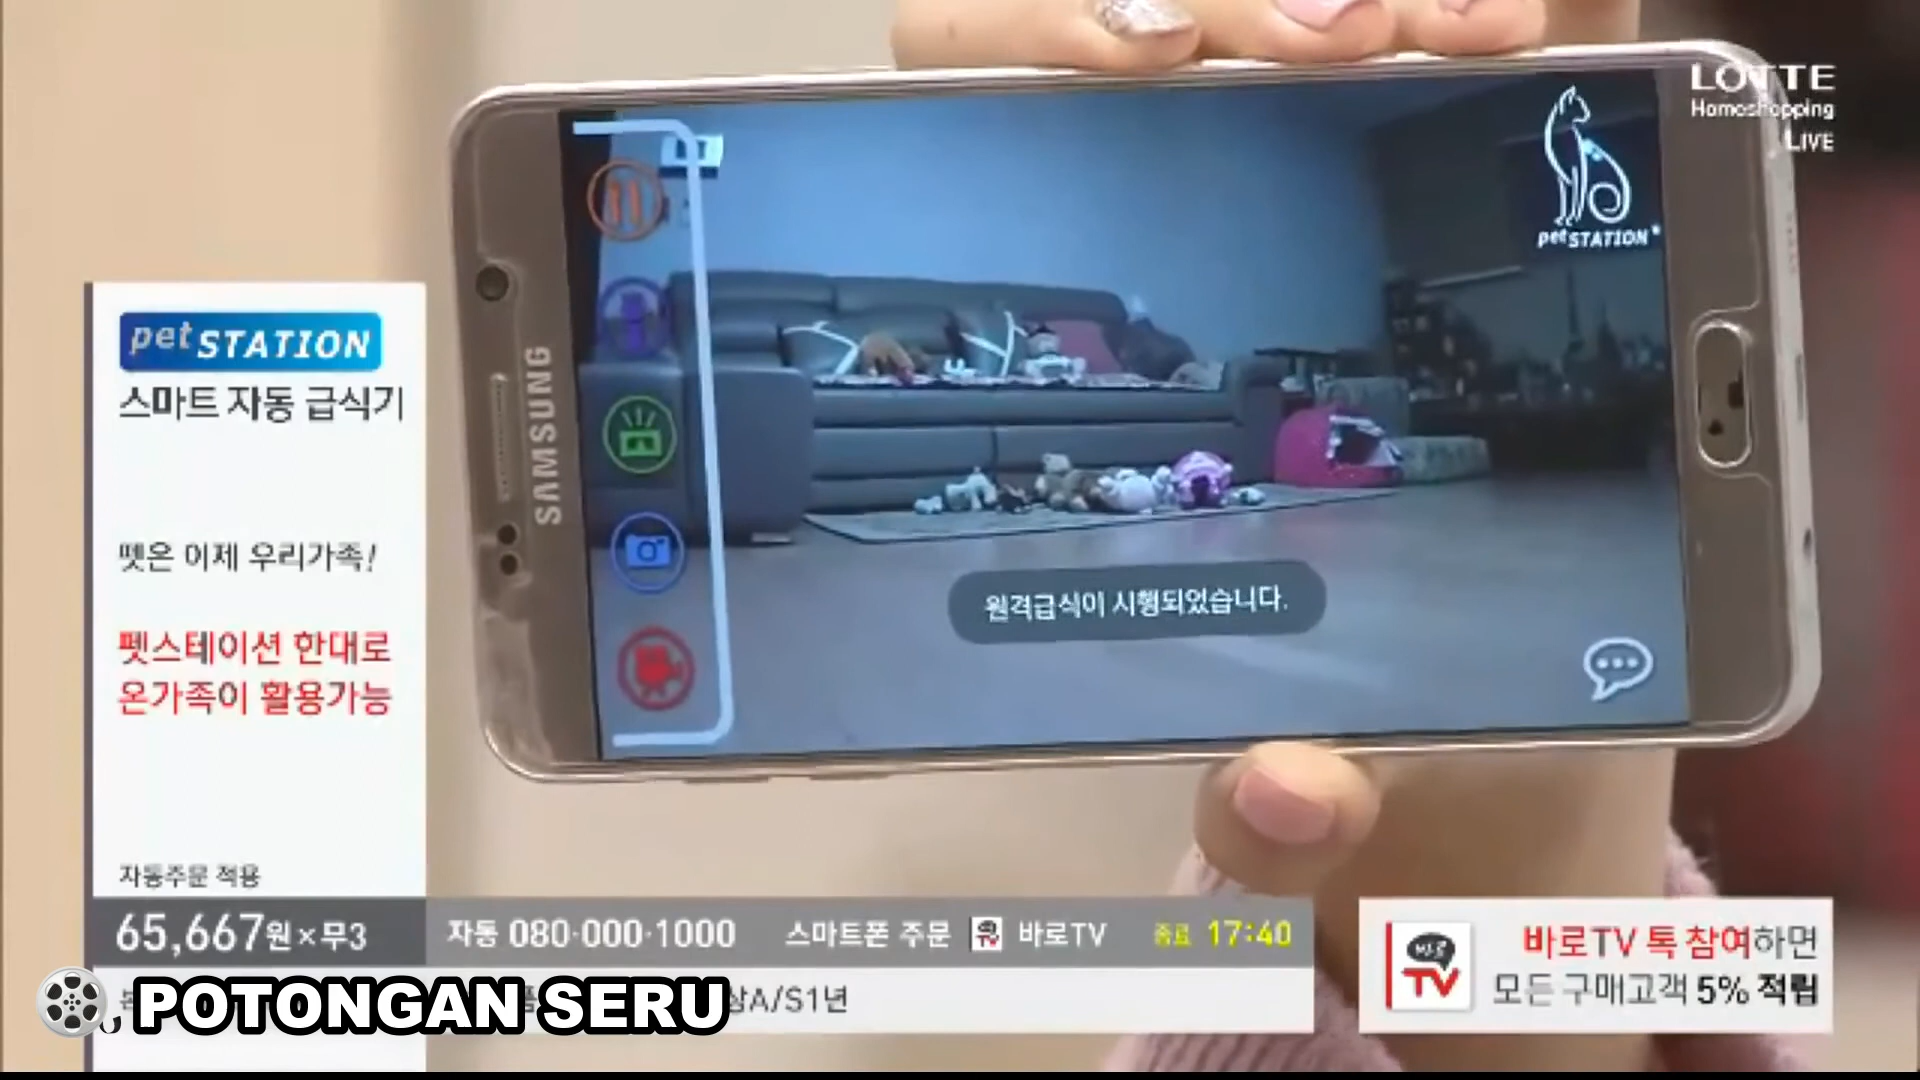 LOTTE
Homeshopping
LIVE
petSTATION
SAMSUNG
원격급식이 시행되었습니다.
petSTATION
스마트 자동 급식기
펫은 이제 우리가족!
펫스테이션 한대로
온가족이 활용가능
자동주문 적용
65,667원×무3
자동 080-000-1000 스마트폰 주문 바로TV 종료 17:40
바로TV 톡 참여하면
모든 구매고객 5% 적립
바로 TV
POTONGAN SERU
상A/S1년